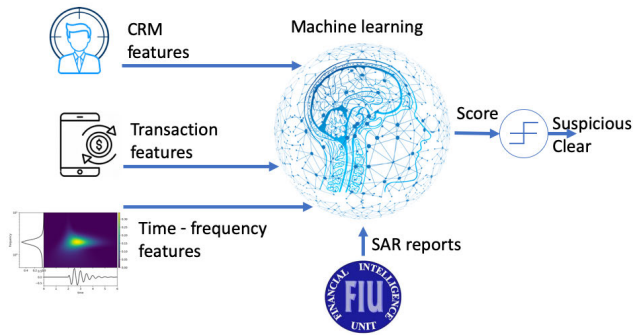 CRM
features
Machine learning
Transaction
features
Score
Suspicious
Clear
Time - frequency
features
SAR reports
FINANCIAL INTELLIGENCE
FIU
UNIT